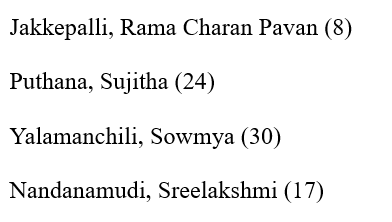 Jakkepalli, Rama Charan Pavan (8)
Puthana, Sujitha (24)
Yalamanchili, Sowmya (30)
Nandanamudi, Sreelakshmi (17)